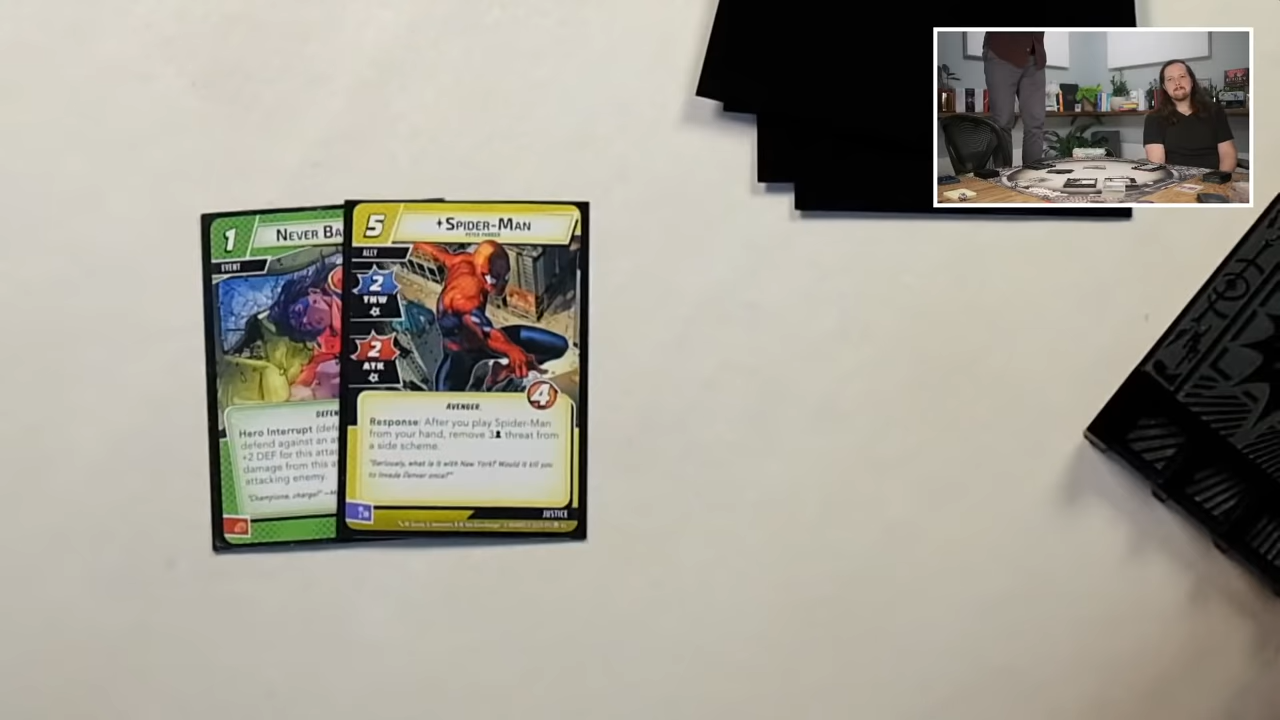 1
NEVER BA
EVENT
DEFEN
Hero Interrupt (defe
defend against an at
+2 DEF for this attac
damage from this at
attacking enemy.
"Champions, charge!" —M
5
SPIDER-MAN
PETER PARKER
ALLY
2
THW
2
ATK
4
AVENGER.
Response: After you play Spider-Man
from your hand, remove 3 threat from
a side scheme.
"Seriously, what is it with New York? Would it kill you
to invade Denver once?"
JUSTICE